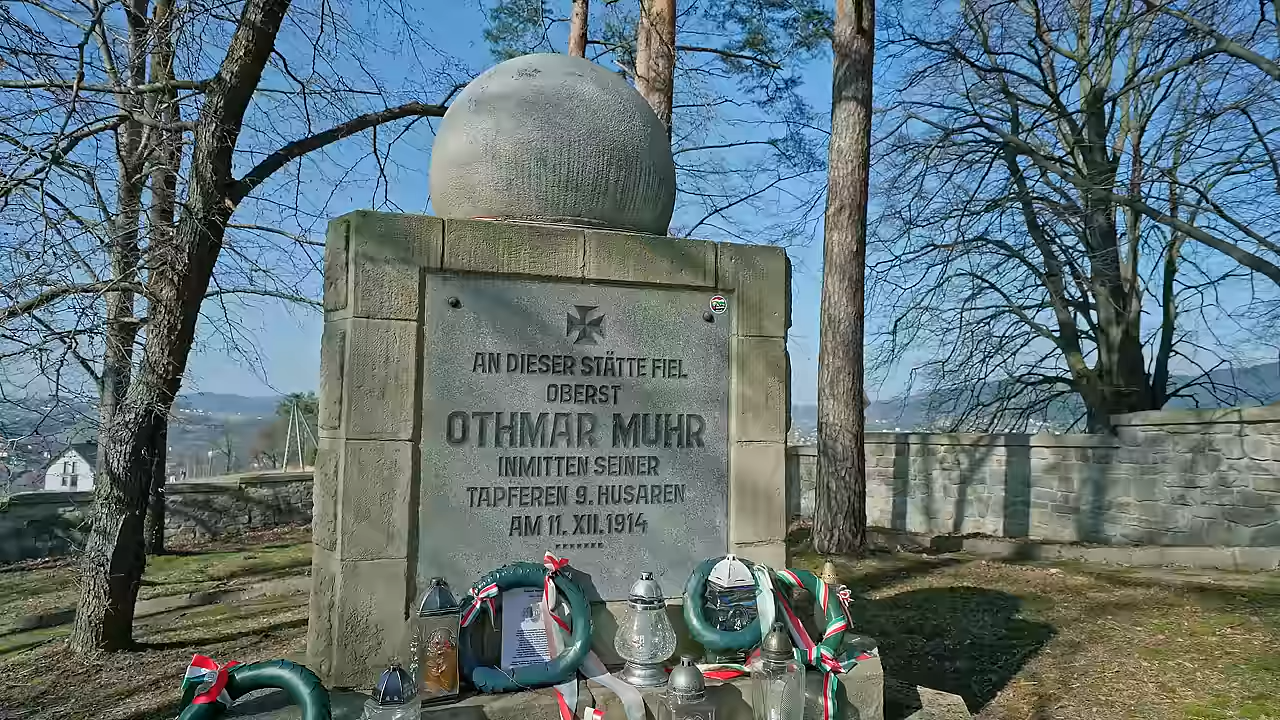 AN DIESER STÄTTE FIEL
OBERST
OTHMAR MUHR
INMITTEN SEINER
TAPFEREN 9. HUSAREN
AM 11. XII. 1914